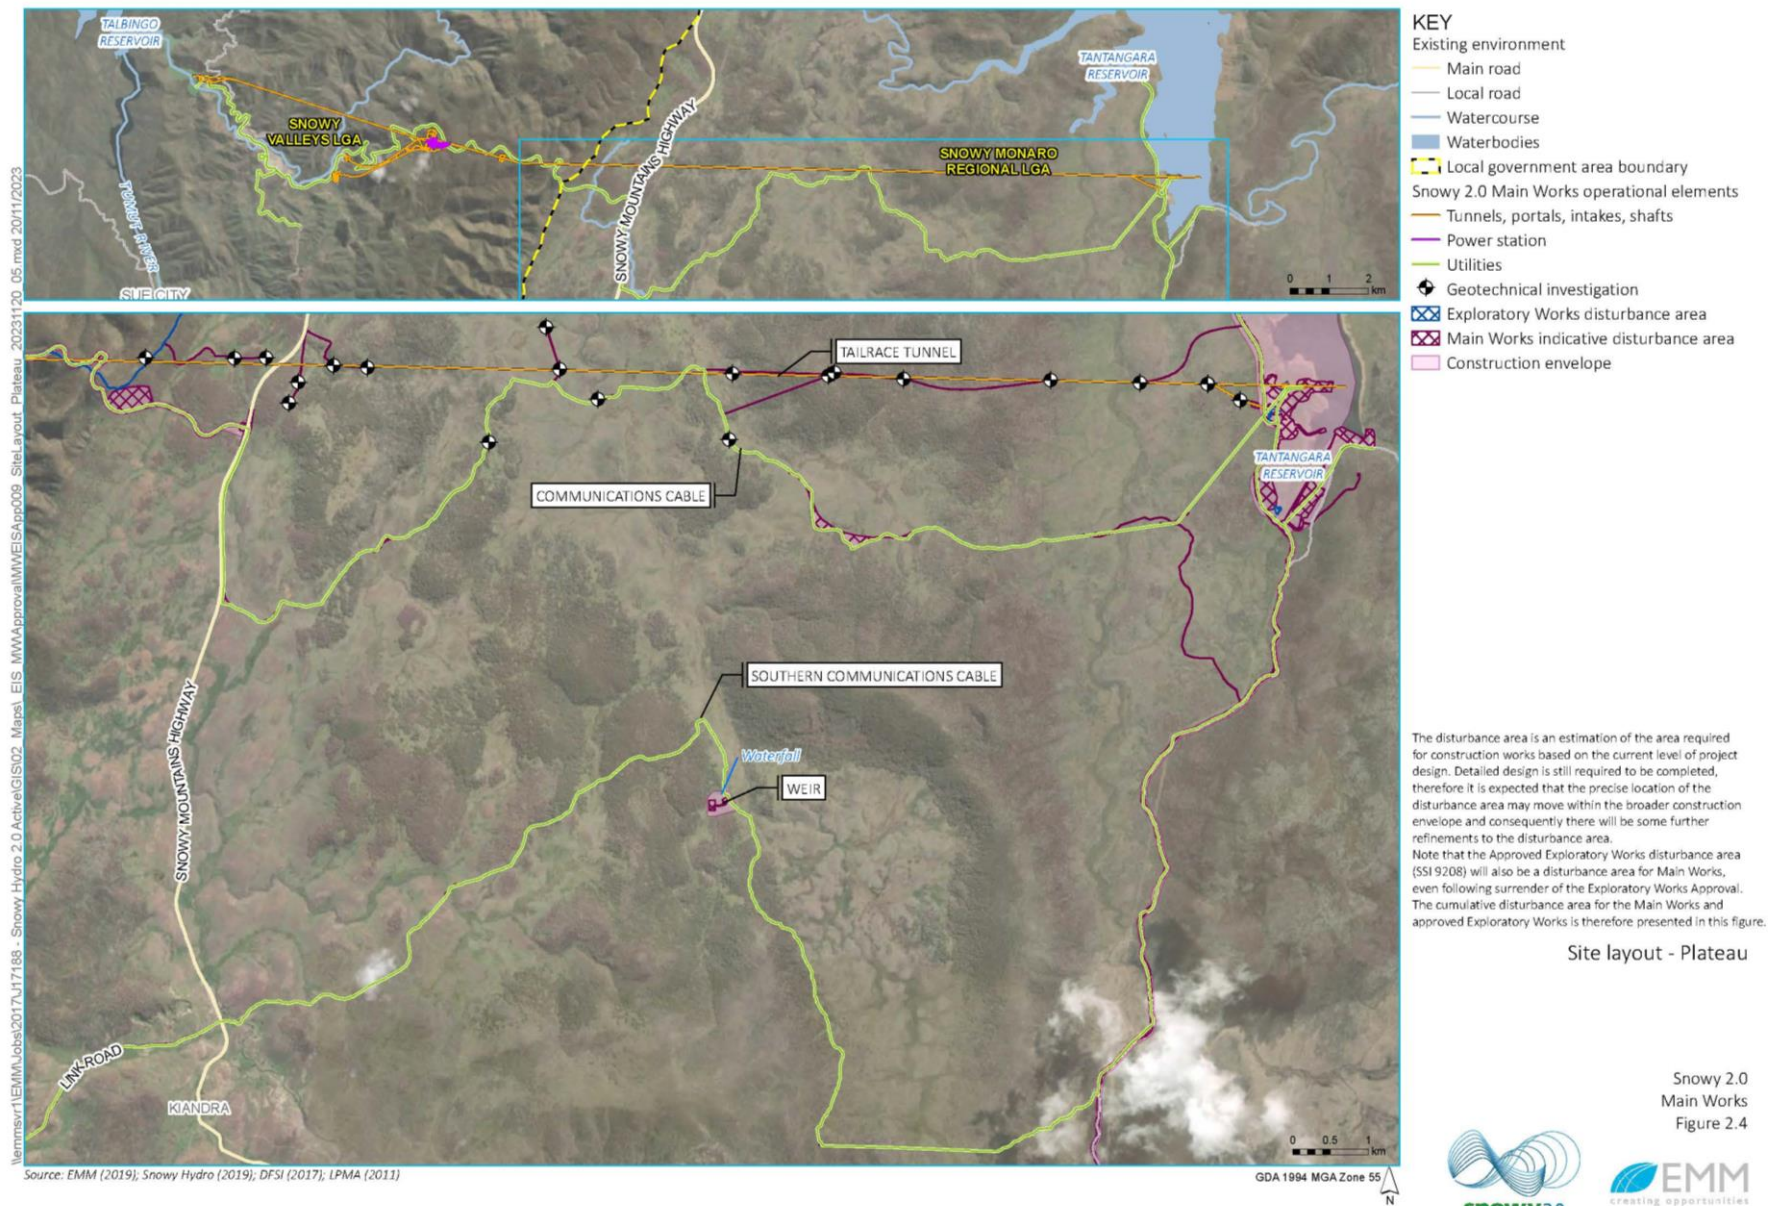 TALBINGO
RESERVOIR
SNOWY
VALLEYS LGA
TUMUT RIVER
SUE CITY
SNOWY MOUNTAINS HIGHWAY
TANTANGARA
RESERVOIR
SNOWY MONARO
REGIONAL LGA
0 1 2
km
TAILRACE TUNNEL
COMMUNICATIONS CABLE
TANTANGARA
RESERVOIR
SOUTHERN COMMUNICATIONS CABLE
Waterfall
WEIR
SNOWY MOUNTAINS HIGHWAY
LINK ROAD
KIANDRA
0 0.5 1
km
Source: EMM (2019); Snowy Hydro (2019); DFSI (2017); LPMA (2011)
GDA 1994 MGA Zone 55
N
KEY
Existing environment
Main road
Local road
Watercourse
Waterbodies
Local government area boundary
Snowy 2.0 Main Works operational elements
Tunnels, portals, intakes, shafts
Power station
Utilities
Geotechnical investigation
Exploratory Works disturbance area
Main Works indicative disturbance area
Construction envelope
The disturbance area is an estimation of the area required
for construction works based on the current level of project
design. Detailed design is still required to be completed,
therefore it is expected that the precise location of the
disturbance area may move within the broader construction
envelope and consequently there will be some further
refinements to the disturbance area.
Note that the Approved Exploratory Works disturbance area
(SSI 9208) will also be a disturbance area for Main Works,
even following surrender of the Exploratory Works Approval.
The cumulative disturbance area for the Main Works and
approved Exploratory Works is therefore presented in this figure.
Site layout - Plateau
Snowy 2.0
Main Works
Figure 2.4
EMM
creating opportunities